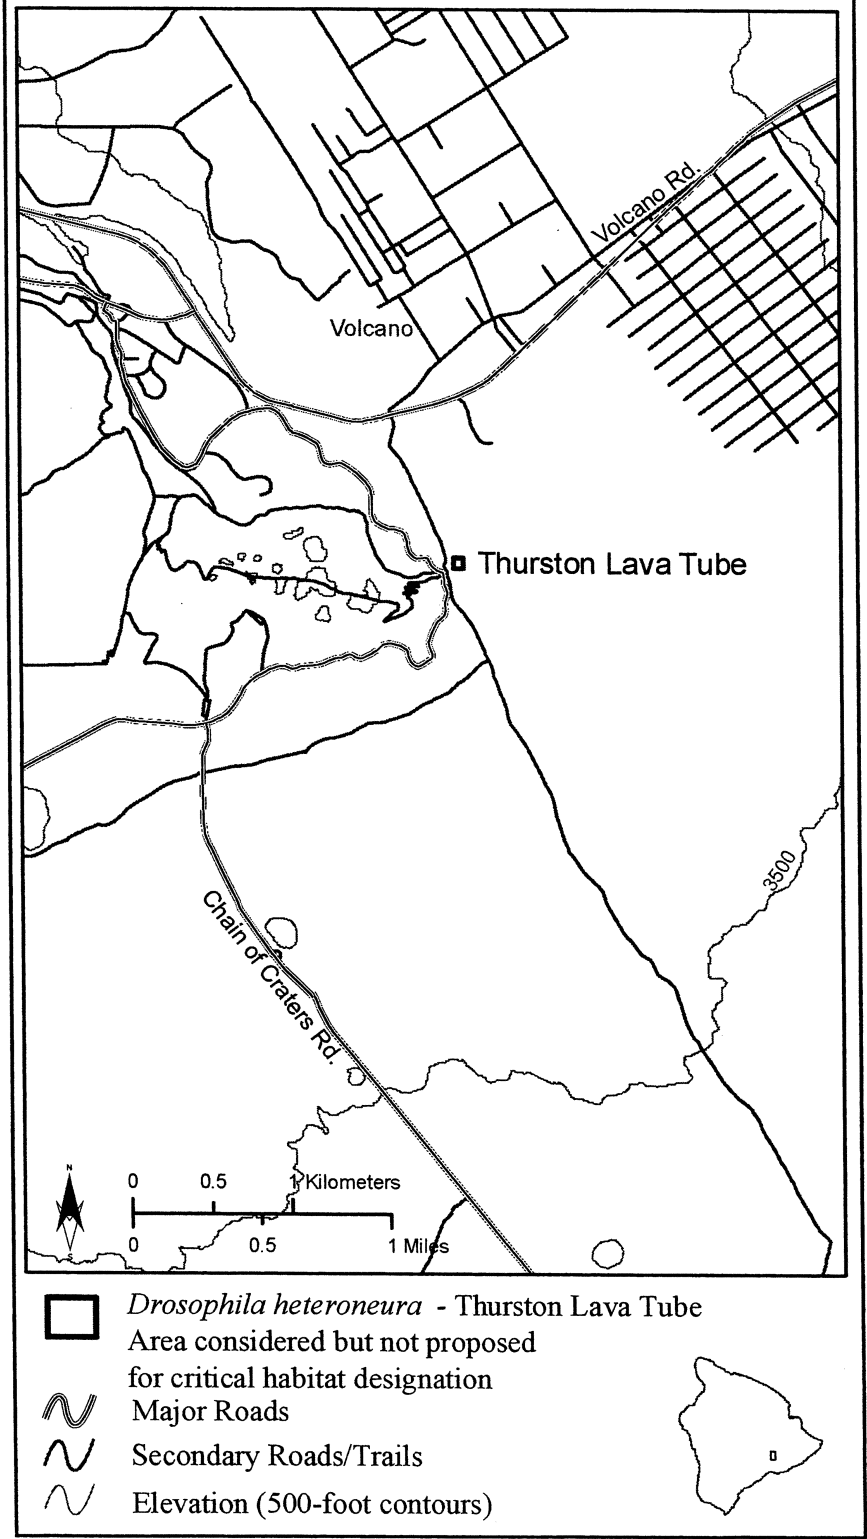 Volcano Rd.
Volcano
Thurston Lava Tube
3500
Chain of Craters Rd.
N
0 0.5 1 Kilometers
S
0 0.5 1 Miles
Drosophila heteroneura - Thurston Lava Tube
Area considered but not proposed
for critical habitat designation
Major Roads
Secondary Roads/Trails
Elevation (500-foot contours)